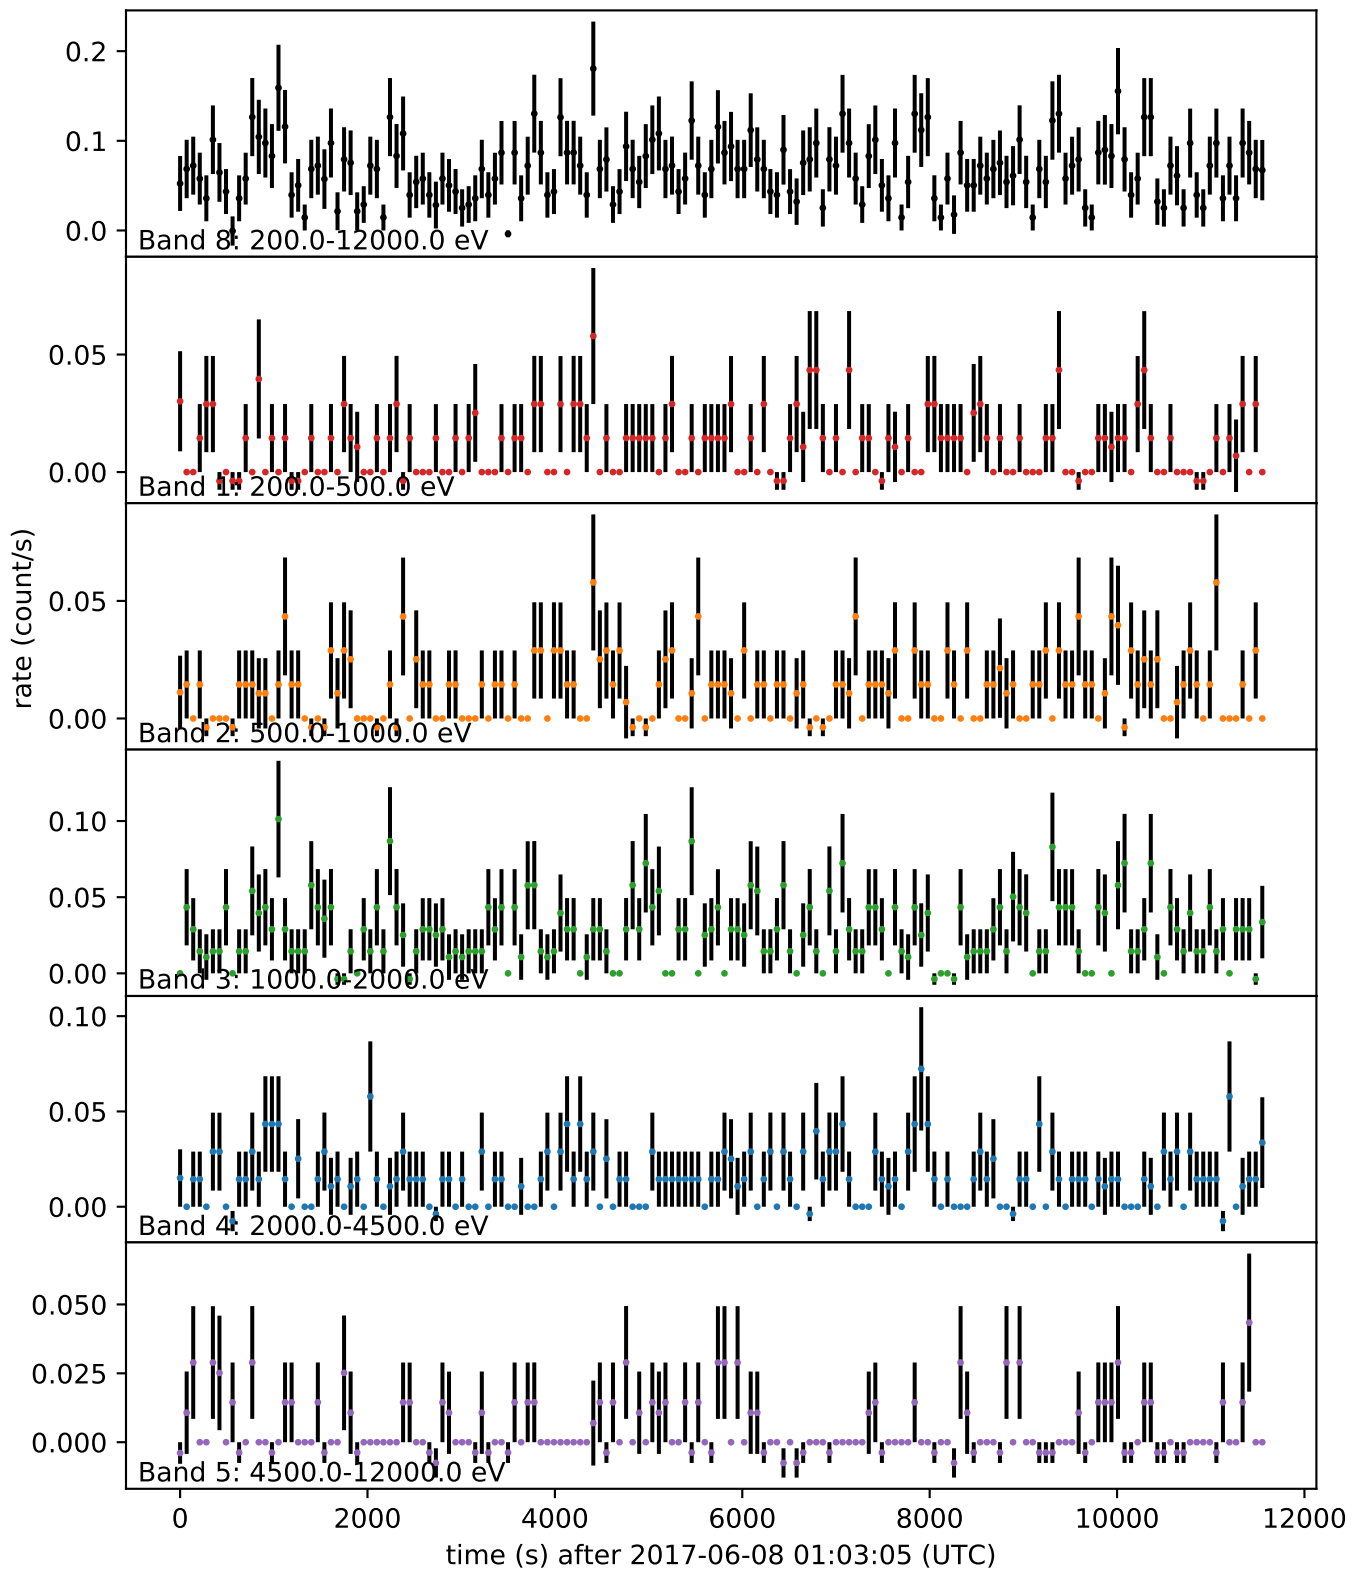 0.2
0.1
0.0
Band 8: 200.0-12000.0 eV
0.05
0.00
Band 1: 200.0-500.0 eV
0.05
0.00
Band 2: 500.0-1000.0 eV
rate (count/s)
0.10
0.05
0.00
Band 3: 1000.0-2000.0 eV
0.10
0.05
0.00
Band 4: 2000.0-4500.0 eV
0.050
0.025
0.000
Band 5: 4500.0-12000.0 eV
0 2000 4000 6000 8000 10000 12000
time (s) after 2017-06-08 01:03:05 (UTC)